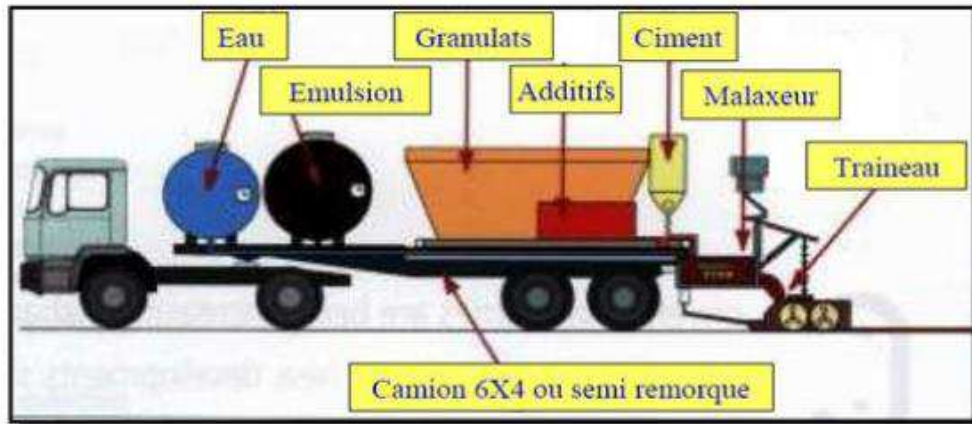 Eau
Granulats
Ciment
Emulsion
Additifs
Malaxeur
Traineau
Camion 6X4 ou semi remorque